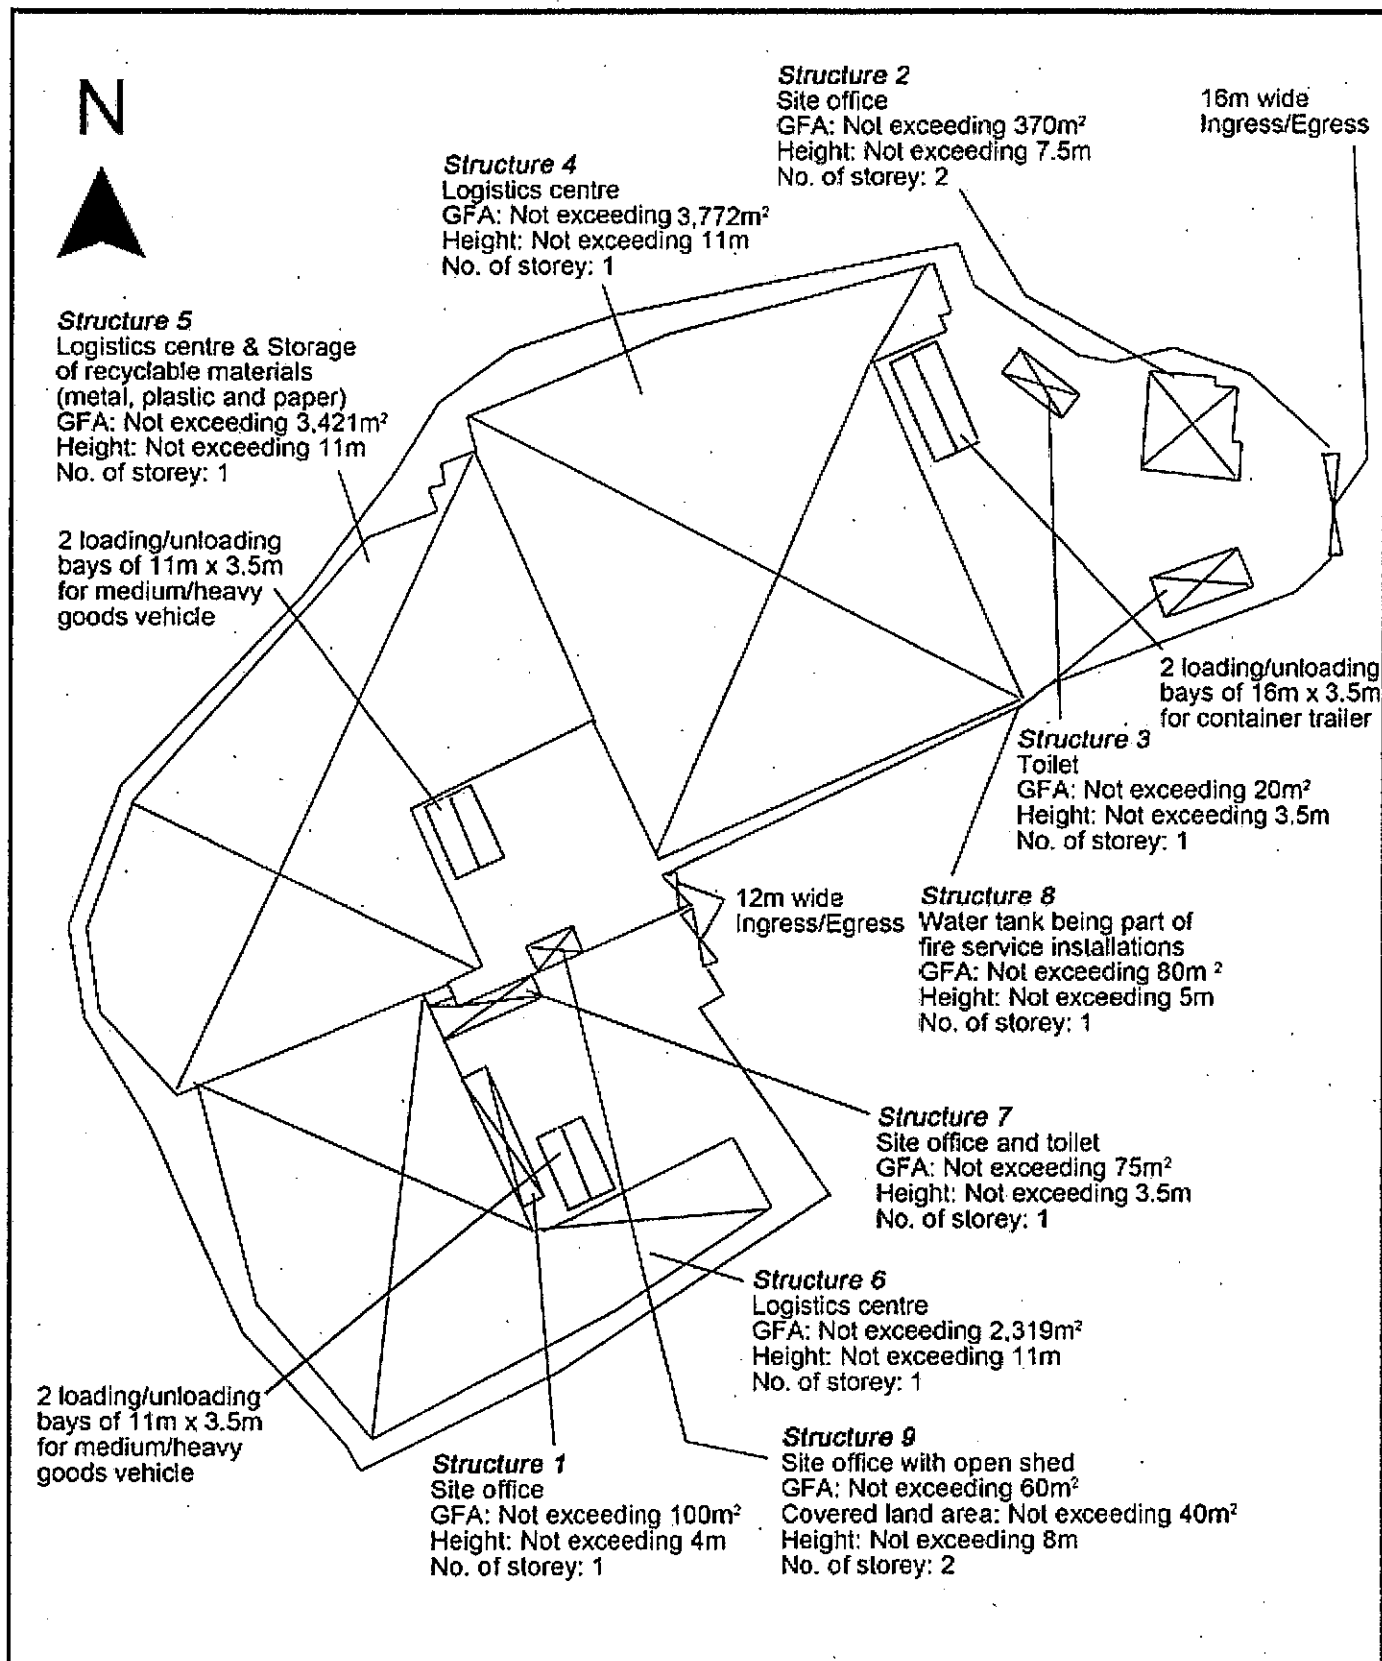 N
Structure 2
Site office
GFA: Not exceeding 370m²
Height: Not exceeding 7.5m
No. of storey: 2
16m wide
Ingress/Egress
Structure 4
Logistics centre
GFA: Not exceeding 3,772m²
Height: Not exceeding 11m
No. of storey: 1
Structure 5
Logistics centre & Storage
of recyclable materials
(metal, plastic and paper)
GFA: Not exceeding 3,421m²
Height: Not exceeding 11m
No. of storey: 1
2 loading/unloading
bays of 11m x 3.5m
for medium/heavy
goods vehicle
2 loading/unloading
bays of 16m x 3.5m
for container trailer
Structure 3
Toilet
GFA: Not exceeding 20m²
Height: Not exceeding 3.5m
No. of storey: 1
12m wide
Ingress/Egress
Structure 8
Water tank being part of
fire service installations
GFA: Not exceeding 80m ²
Height: Not exceeding 5m
No. of storey: 1
Structure 7
Site office and toilet
GFA: Not exceeding 75m²
Height: Not exceeding 3.5m
No. of storey: 1
Structure 6
Logistics centre
GFA: Not exceeding 2,319m²
Height: Not exceeding 11m
No. of storey: 1
2 loading/unloading
bays of 11m x 3.5m
for medium/heavy
goods vehicle
Structure 1
Site office
GFA: Not exceeding 100m²
Height: Not exceeding 4m
No. of storey: 1
Structure 9
Site office with open shed
GFA: Not exceeding 60m²
Covered land area: Not exceeding 40m²
Height: Not exceeding 8m
No. of storey: 2